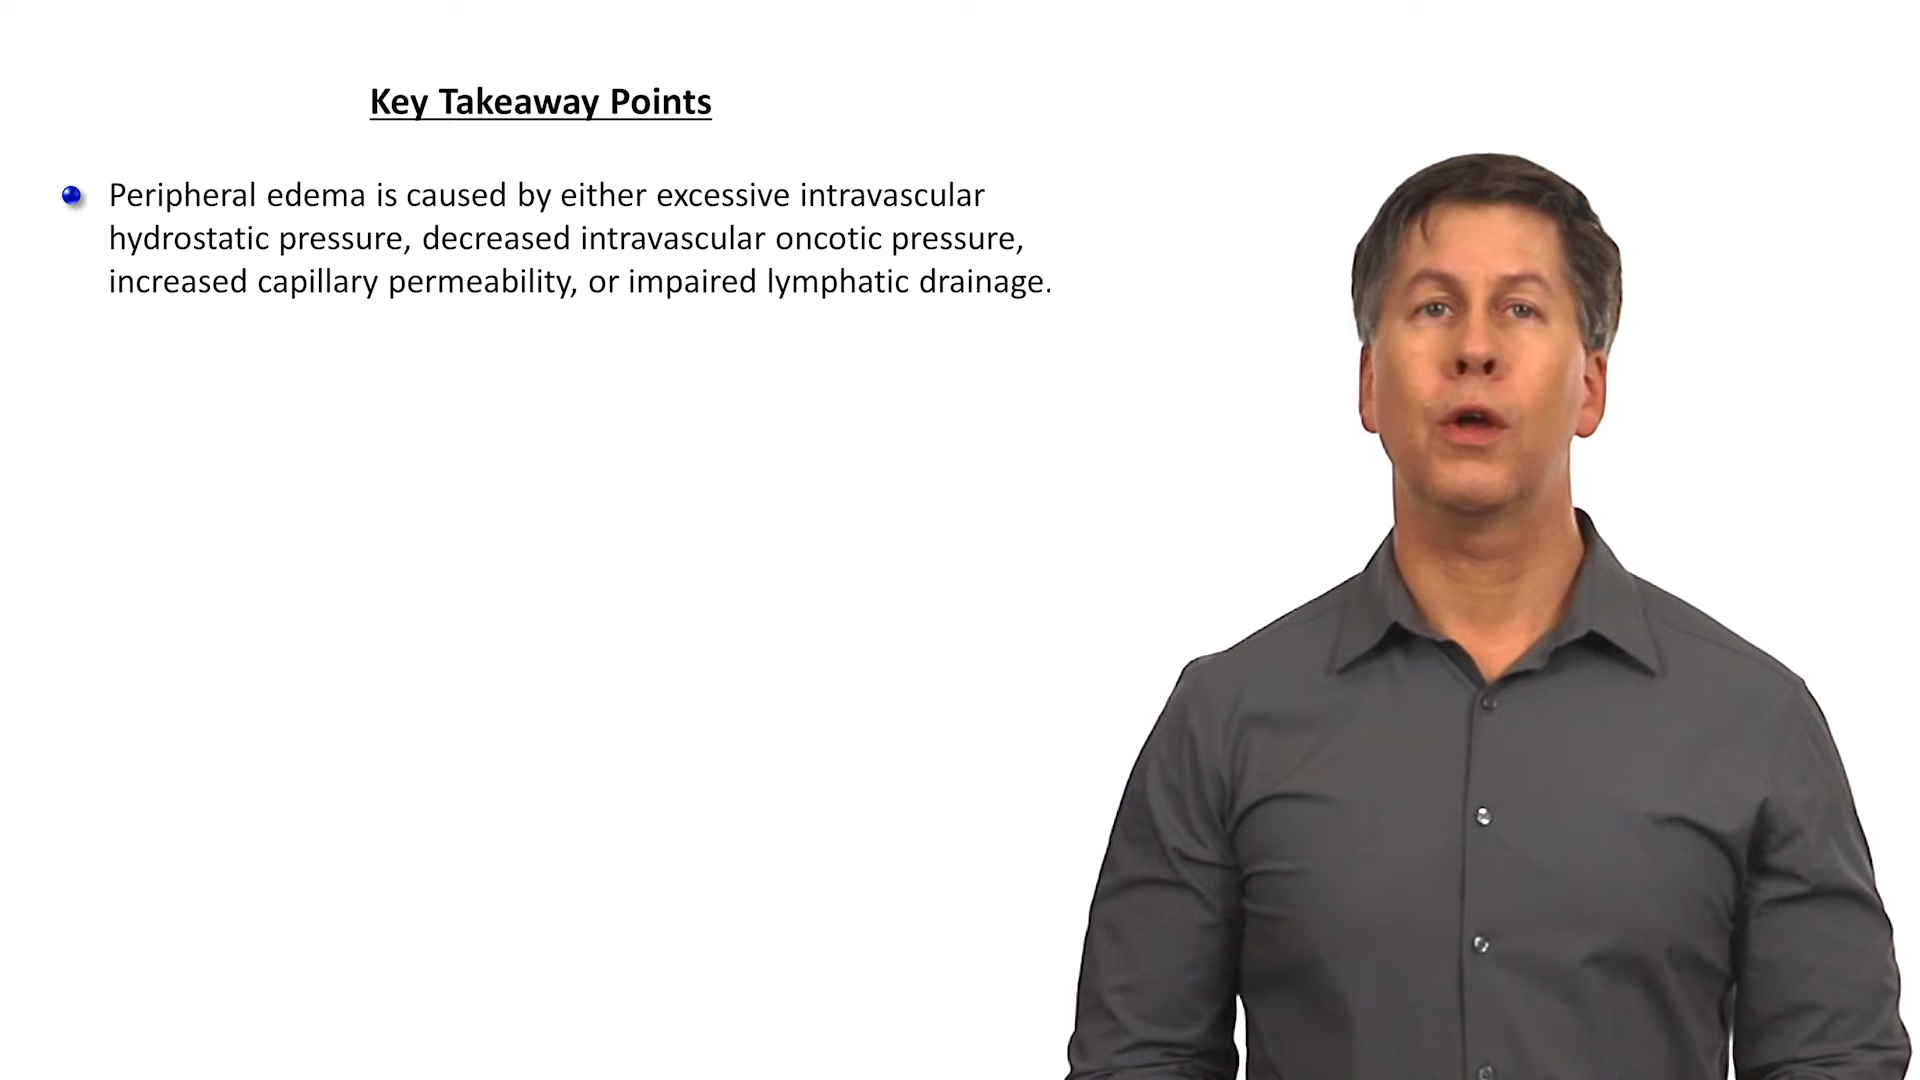 Key Takeaway Points
Peripheral edema is caused by either excessive intravascular
hydrostatic pressure, decreased intravascular oncotic pressure,
increased capillary permeability, or impaired lymphatic drainage.